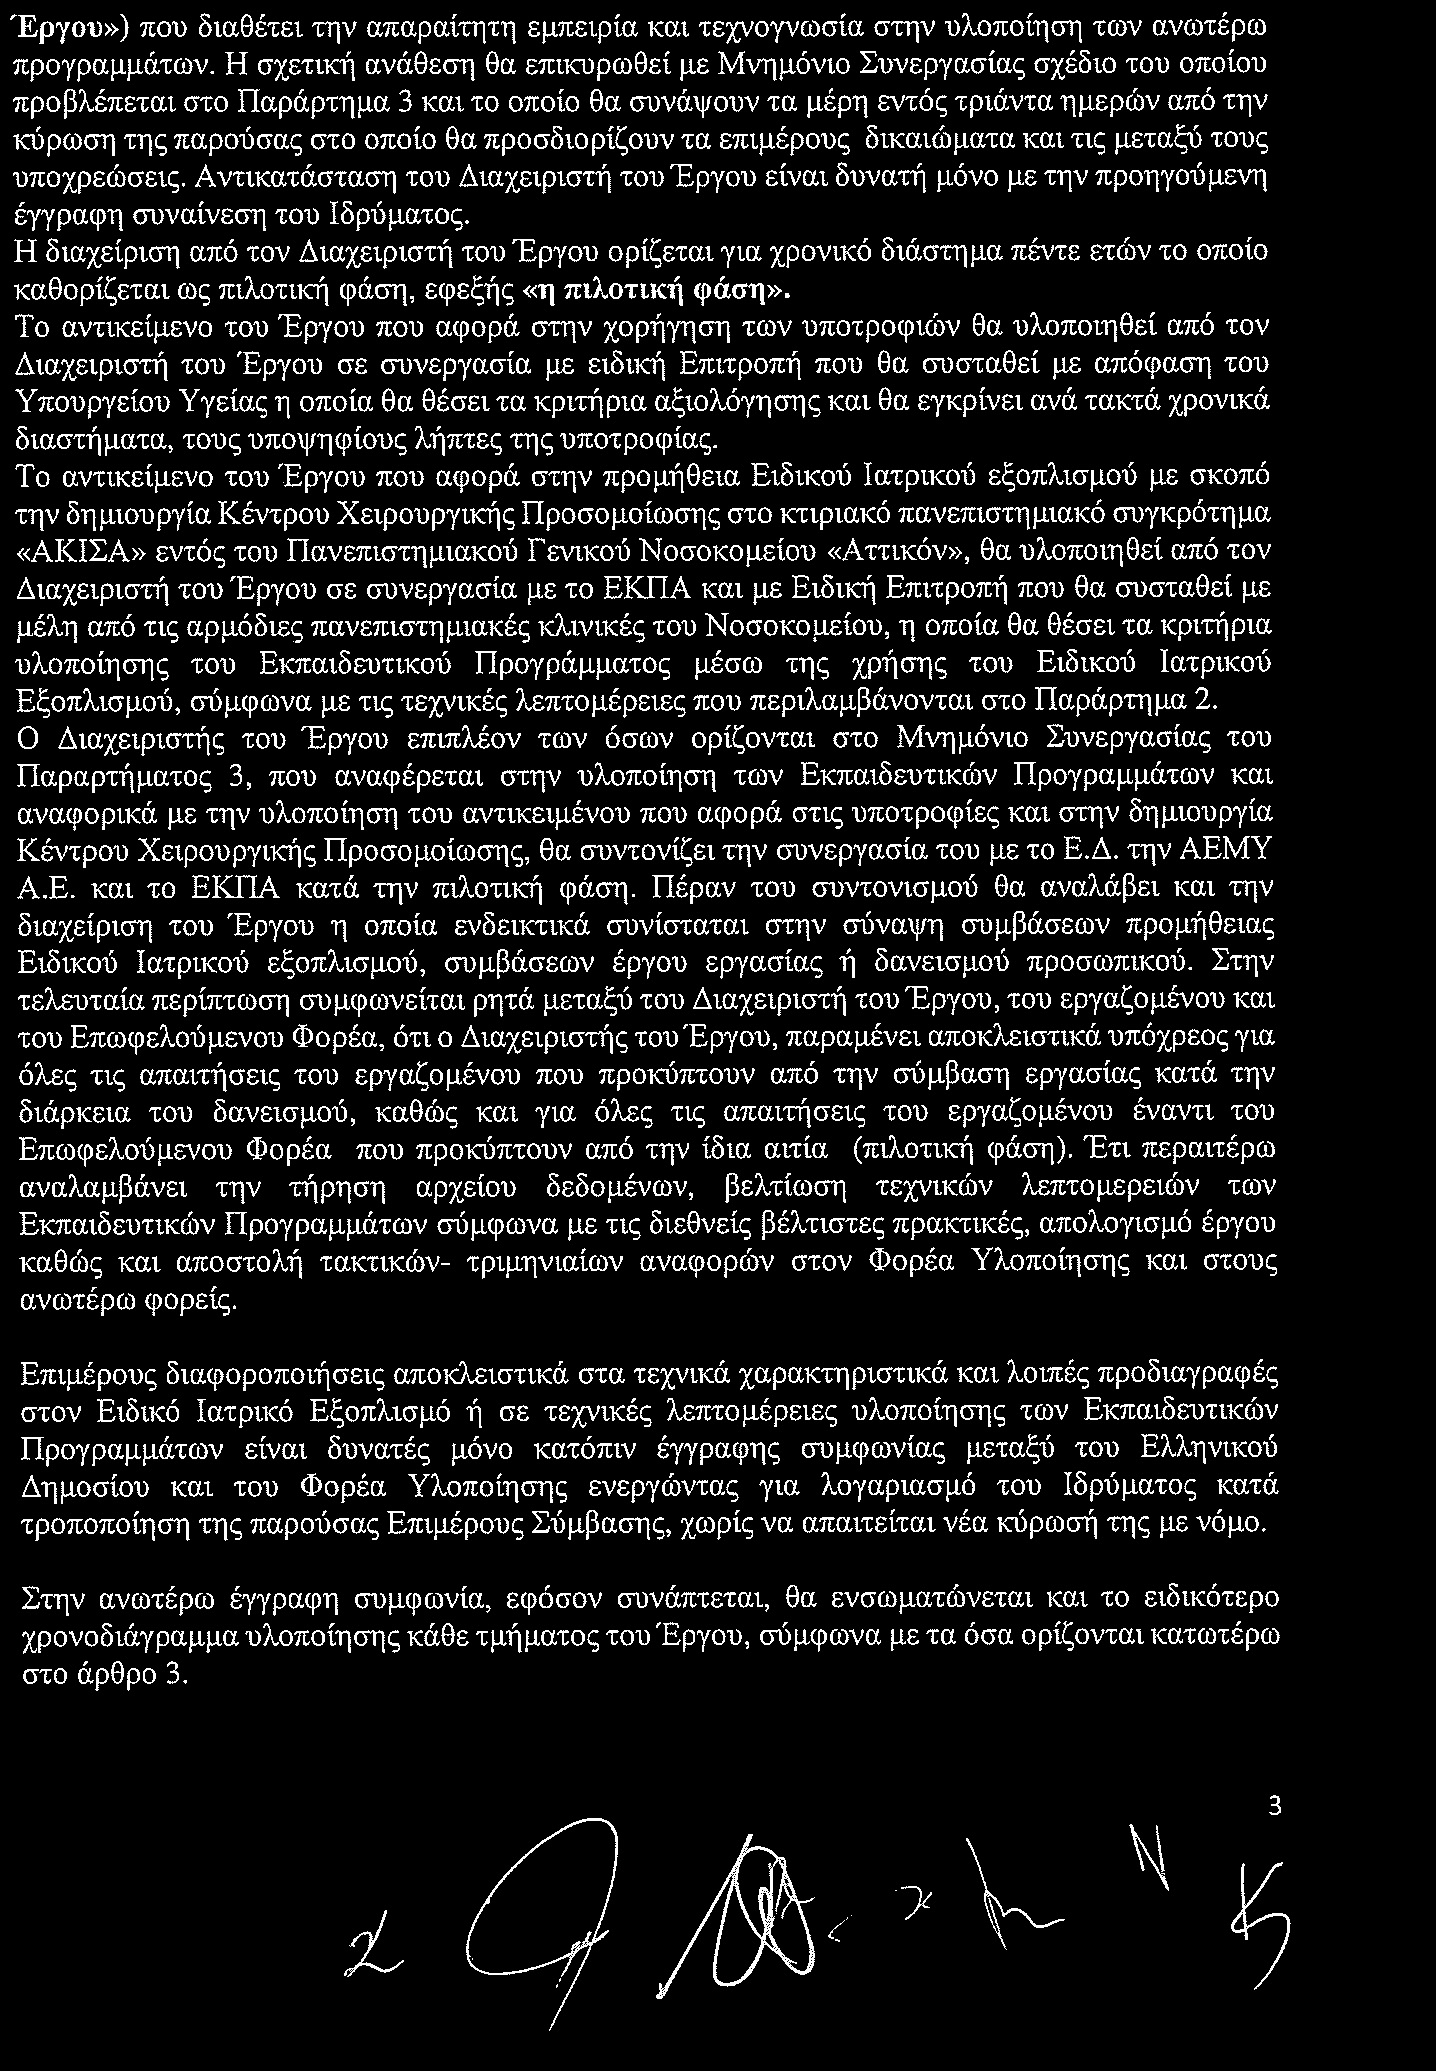 Έργου») που διαθέτει την απαραίτητη εμπειρία και τεχνογνωσία στην υλοποίηση των ανωτέρω
προγραμμάτων. Η σχετική ανάθεση θα επικυρωθεί με Μνημόνιο Συνεργασίας σχέδιο του οποίου
προβλέπεται στο Παράρτημα 3 και το οποίο θα συνάψουν τα μέρη εντός τριάντα ημερών από την
κύρωση της παρούσας στο οποίο θα προσδιορίζουν τα επιμέρους δικαιώματα και τις μεταξύ τους
υποχρεώσεις. Αντικατάσταση του Διαχειριστή του Έργου είναι δυνατή μόνο με την προηγούμενη
έγγραφη συναίνεση του Ιδρύματος.
Η διαχείριση από τον Διαχειριστή του Έργου ορίζεται για χρονικό διάστημα πέντε ετών το οποίο
καθορίζεται ως πιλοτική φάση, εφεξής «η πιλοτική φάση».
Το αντικείμενο του Έργου που αφορά στην χορήγηση των υποτροφιών θα υλοποιηθεί από τον
Διαχειριστή του Έργου σε συνεργασία με ειδική Επιτροπή που θα συσταθεί με απόφαση του
Υπουργείου Υγείας η οποία θα θέσει τα κριτήρια αξιολόγησης και θα εγκρίνει ανά τακτά χρονικά
διαστήματα, τους υποψηφίους λήπτες της υποτροφίας.
Το αντικείμενο του Έργου που αφορά στην προμήθεια Ειδικού Ιατρικού εξοπλισμού με σκοπό
την δημιουργία Κέντρου Χειρουργικής Προσομοίωσης στο κτιριακό πανεπιστημιακό συγκρότημα
«ΑΚΙΣΑ» εντός του Πανεπιστημιακού Γενικού Νοσοκομείου «Αττικόν», θα υλοποιηθεί από τον
Διαχειριστή του Έργου σε συνεργασία με το ΕΚΠΑ και με Ειδική Επιτροπή που θα συσταθεί με
μέλη από τις αρμόδιες πανεπιστημιακές κλινικές του Νοσοκομείου, η οποία θα θέσει τα κριτήρια
υλοποίησης του Εκπαιδευτικού Προγράμματος μέσω της χρήσης του Ειδικού Ιατρικού
Εξοπλισμού, σύμφωνα με τις τεχνικές λεπτομέρειες που περιλαμβάνονται στο Παράρτημα 2.
Ο Διαχειριστής του Έργου επιπλέον των όσων ορίζονται στο Μνημόνιο Συνεργασίας του
Παραρτήματος 3, που αναφέρεται στην υλοποίηση των Εκπαιδευτικών Προγραμμάτων και
αναφορικά με την υλοποίηση του αντικειμένου που αφορά στις υποτροφίες και στην δημιουργία
Κέντρου Χειρουργικής Προσομοίωσης, θα συντονίζει την συνεργασία του με το Ε.Δ. την ΑΕΜΥ
Α.Ε. και το ΕΚΠΑ κατά την πιλοτική φάση. Πέραν του συντονισμού θα αναλάβει και την
διαχείριση του Έργου η οποία ενδεικτικά συνίσταται στην σύναψη συμβάσεων προμήθειας
Ειδικού Ιατρικού εξοπλισμού, συμβάσεων έργου εργασίας ή δανεισμού προσωπικού. Στην
τελευταία περίπτωση συμφωνείται ρητά μεταξύ του Διαχειριστή του Έργου, του εργαζομένου και
του Επωφελούμενου Φορέα, ότι ο Διαχειριστής του Έργου, παραμένει αποκλειστικά υπόχρεος για
όλες τις απαιτήσεις του εργαζομένου που προκύπτουν από την σύμβαση εργασίας κατά την
διάρκεια του δανεισμού, καθώς και για όλες τις απαιτήσεις του εργαζομένου έναντι του
Επωφελούμενου Φορέα που προκύπτουν από την ίδια αιτία (πιλοτική φάση). Έτι περαιτέρω
αναλαμβάνει την τήρηση αρχείου δεδομένων, βελτίωση τεχνικών λεπτομερειών των
Εκπαιδευτικών Προγραμμάτων σύμφωνα με τις διεθνείς βέλτιστες πρακτικές, απολογισμό έργου
καθώς και αποστολή τακτικών- τριμηνιαίων αναφορών στον Φορέα Υλοποίησης και στους
ανωτέρω φορείς.
Επιμέρους διαφοροποιήσεις αποκλειστικά στα τεχνικά χαρακτηριστικά και λοιπές προδιαγραφές
στον Ειδικό Ιατρικό Εξοπλισμό ή σε τεχνικές λεπτομέρειες υλοποίησης των Εκπαιδευτικών
Προγραμμάτων είναι δυνατές μόνο κατόπιν έγγραφης συμφωνίας μεταξύ του Ελληνικού
Δημοσίου και του Φορέα Υλοποίησης ενεργώντας για λογαριασμό του Ιδρύματος κατά
τροποποίηση της παρούσας Επιμέρους Σύμβασης, χωρίς να απαιτείται νέα κύρωσή της με νόμο.
Στην ανωτέρω έγγραφη συμφωνία, εφόσον συνάπτεται, θα ενσωματώνεται και το ειδικότερο
χρονοδιάγραμμα υλοποίησης κάθε τμήματος του Έργου, σύμφωνα με τα όσα ορίζονται κατωτέρω
στο άρθρο 3.
3